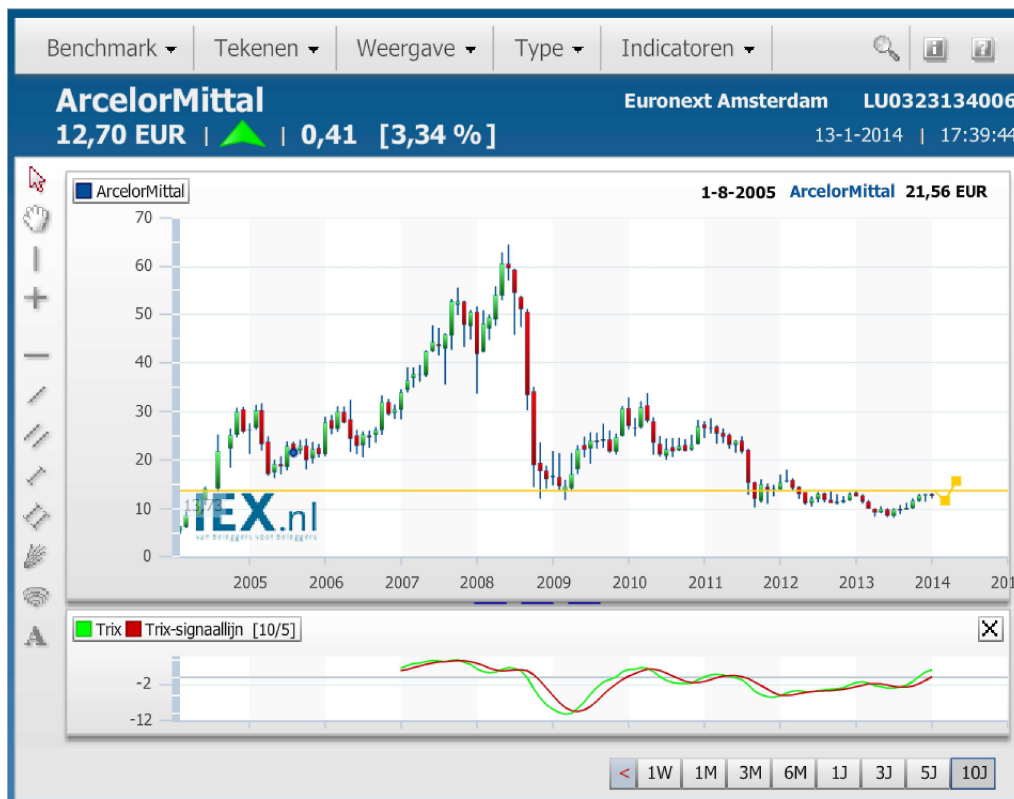 Benchmark Tekenen Weergave Type Indicatoren
ArcelorMittal
Euronext Amsterdam LU0323134006
12,70 EUR | | 0,41 [3,34 %]
13-1-2014 | 17:39:44
ArcelorMittal
1-8-2005 ArcelorMittal 21,56 EUR
70
60
50
40
30
20
10
0
13,73
IEX.nl
van beleggers voor beleggers
2005 2006 2007 2008 2009 2010 2011 2012 2013 2014 201
A
Trix Trix-signaallijn [10/5]
-2
-12
< 1W 1M 3M 6M 1J 3J 5J 10J